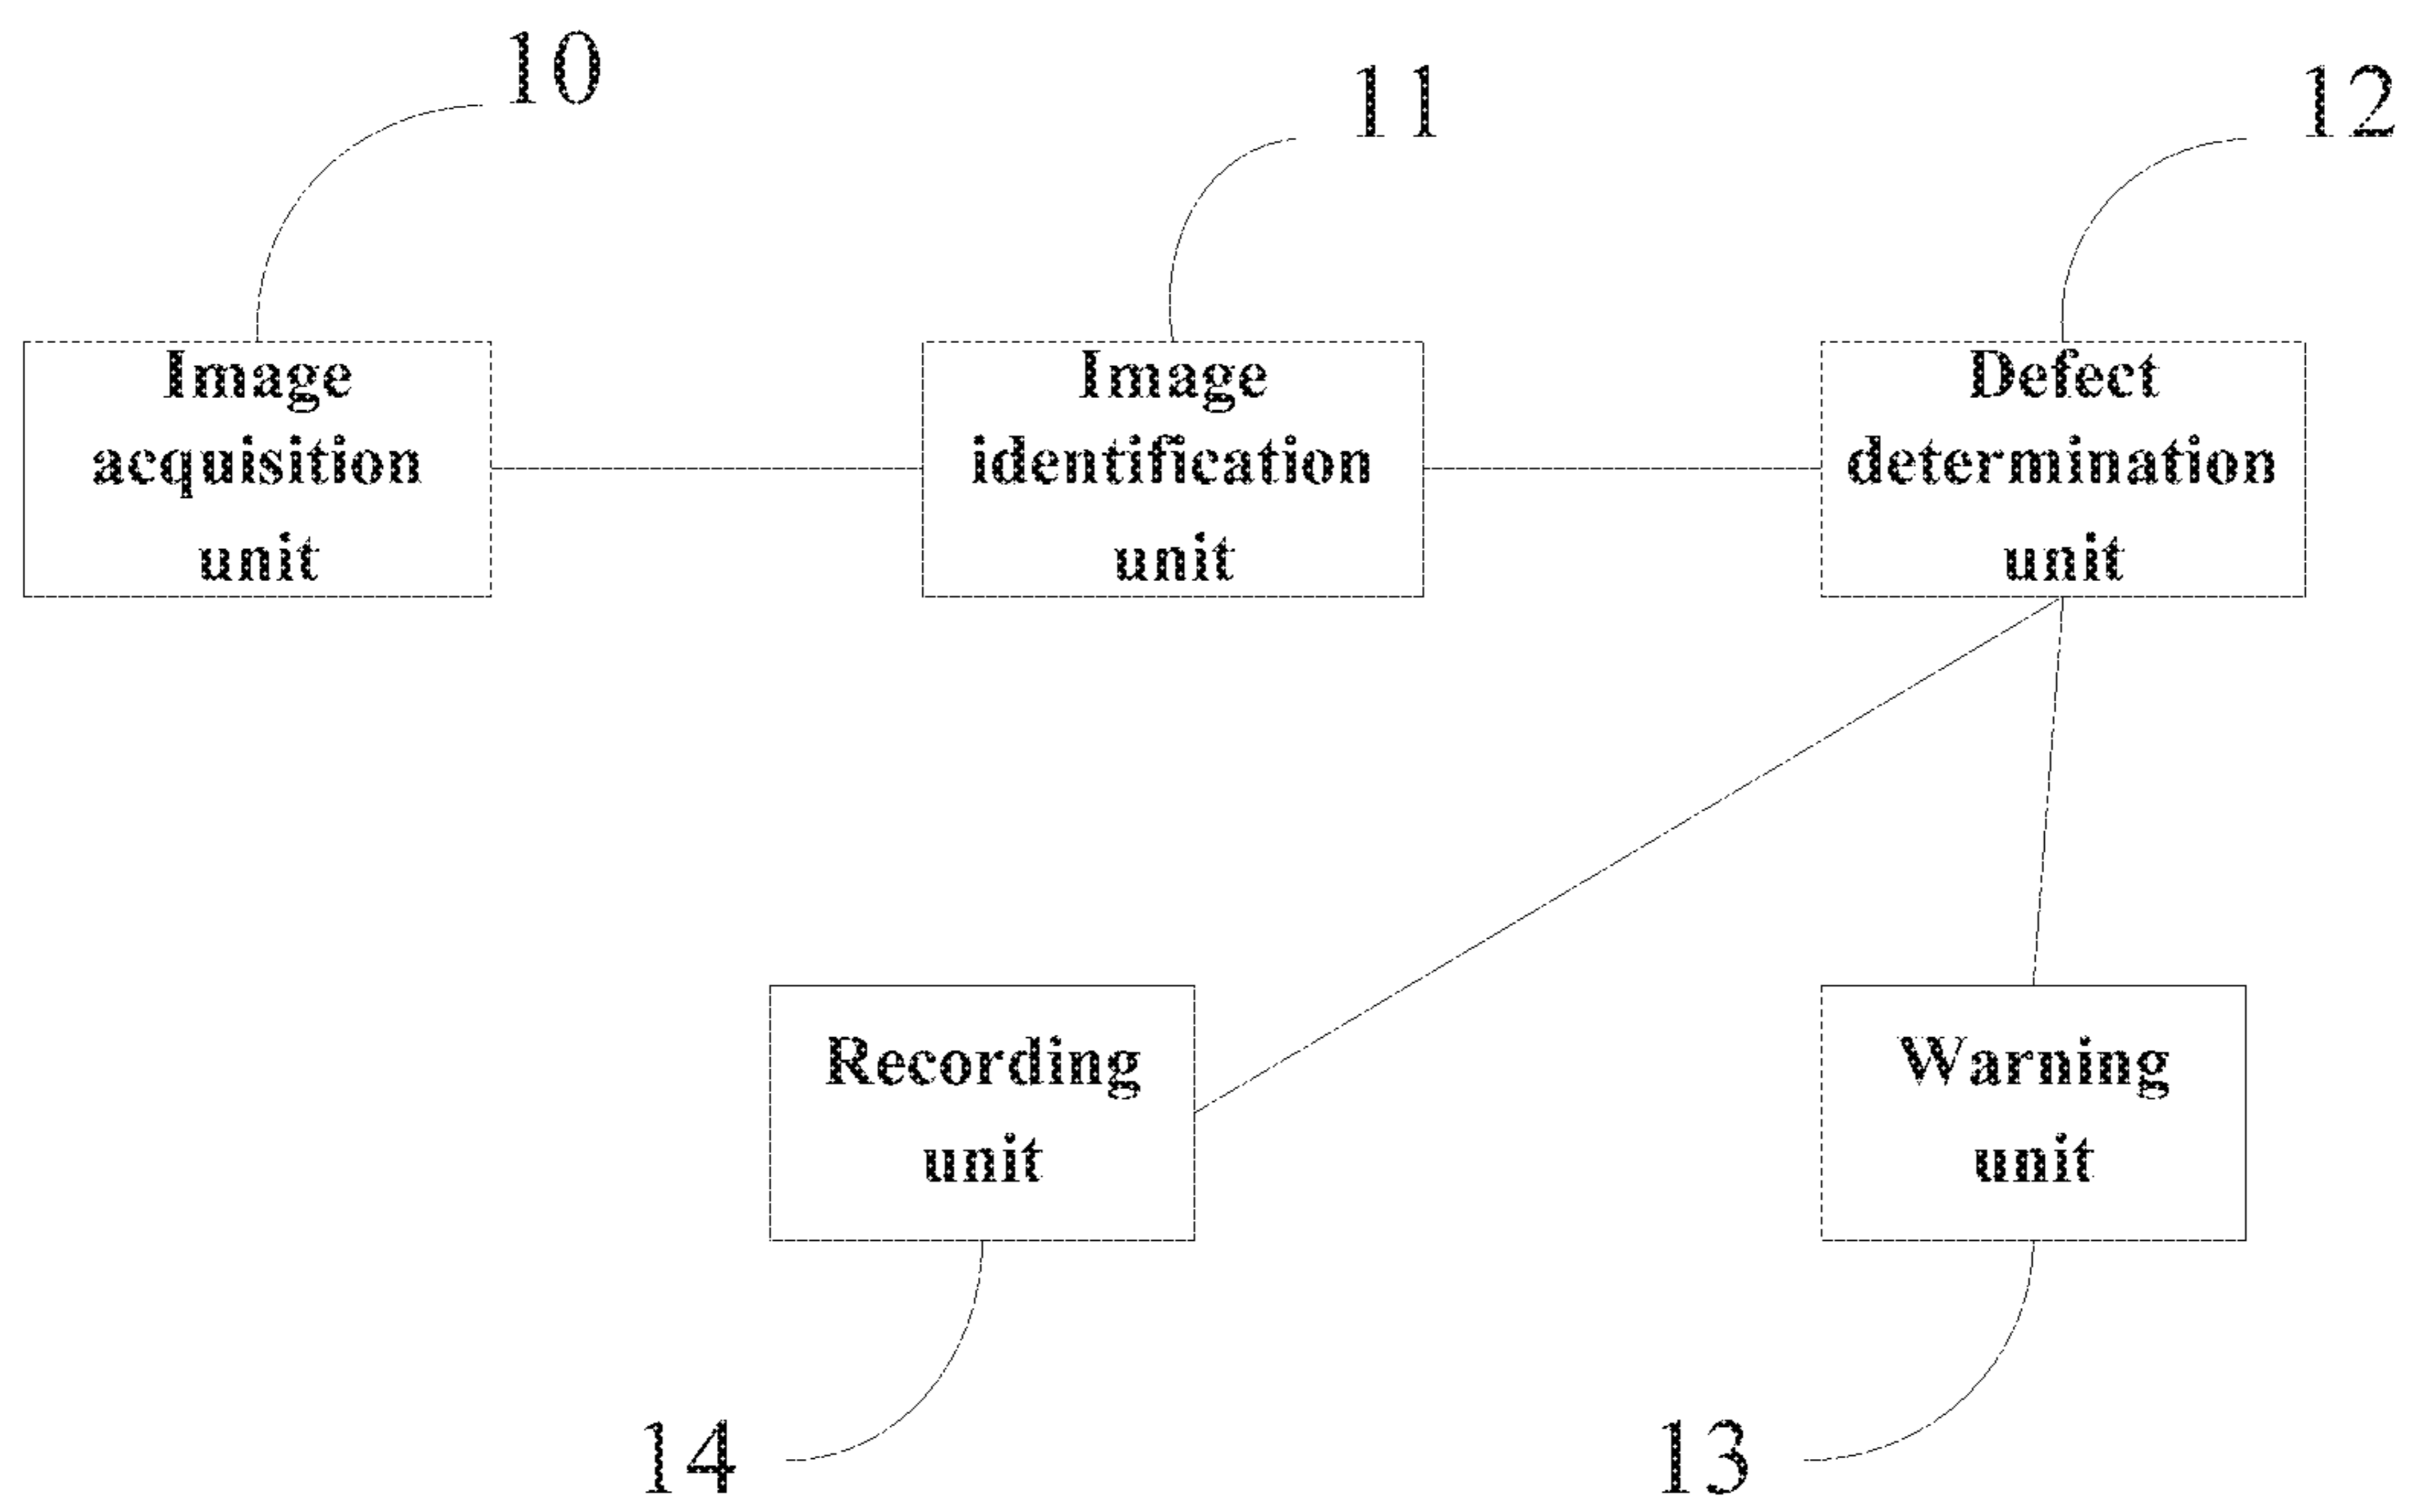 10
11
12
Image
acquisition
unit
Image
identification
unit
Defect
determination
unit
Recording
unit
Warning
unit
14
13